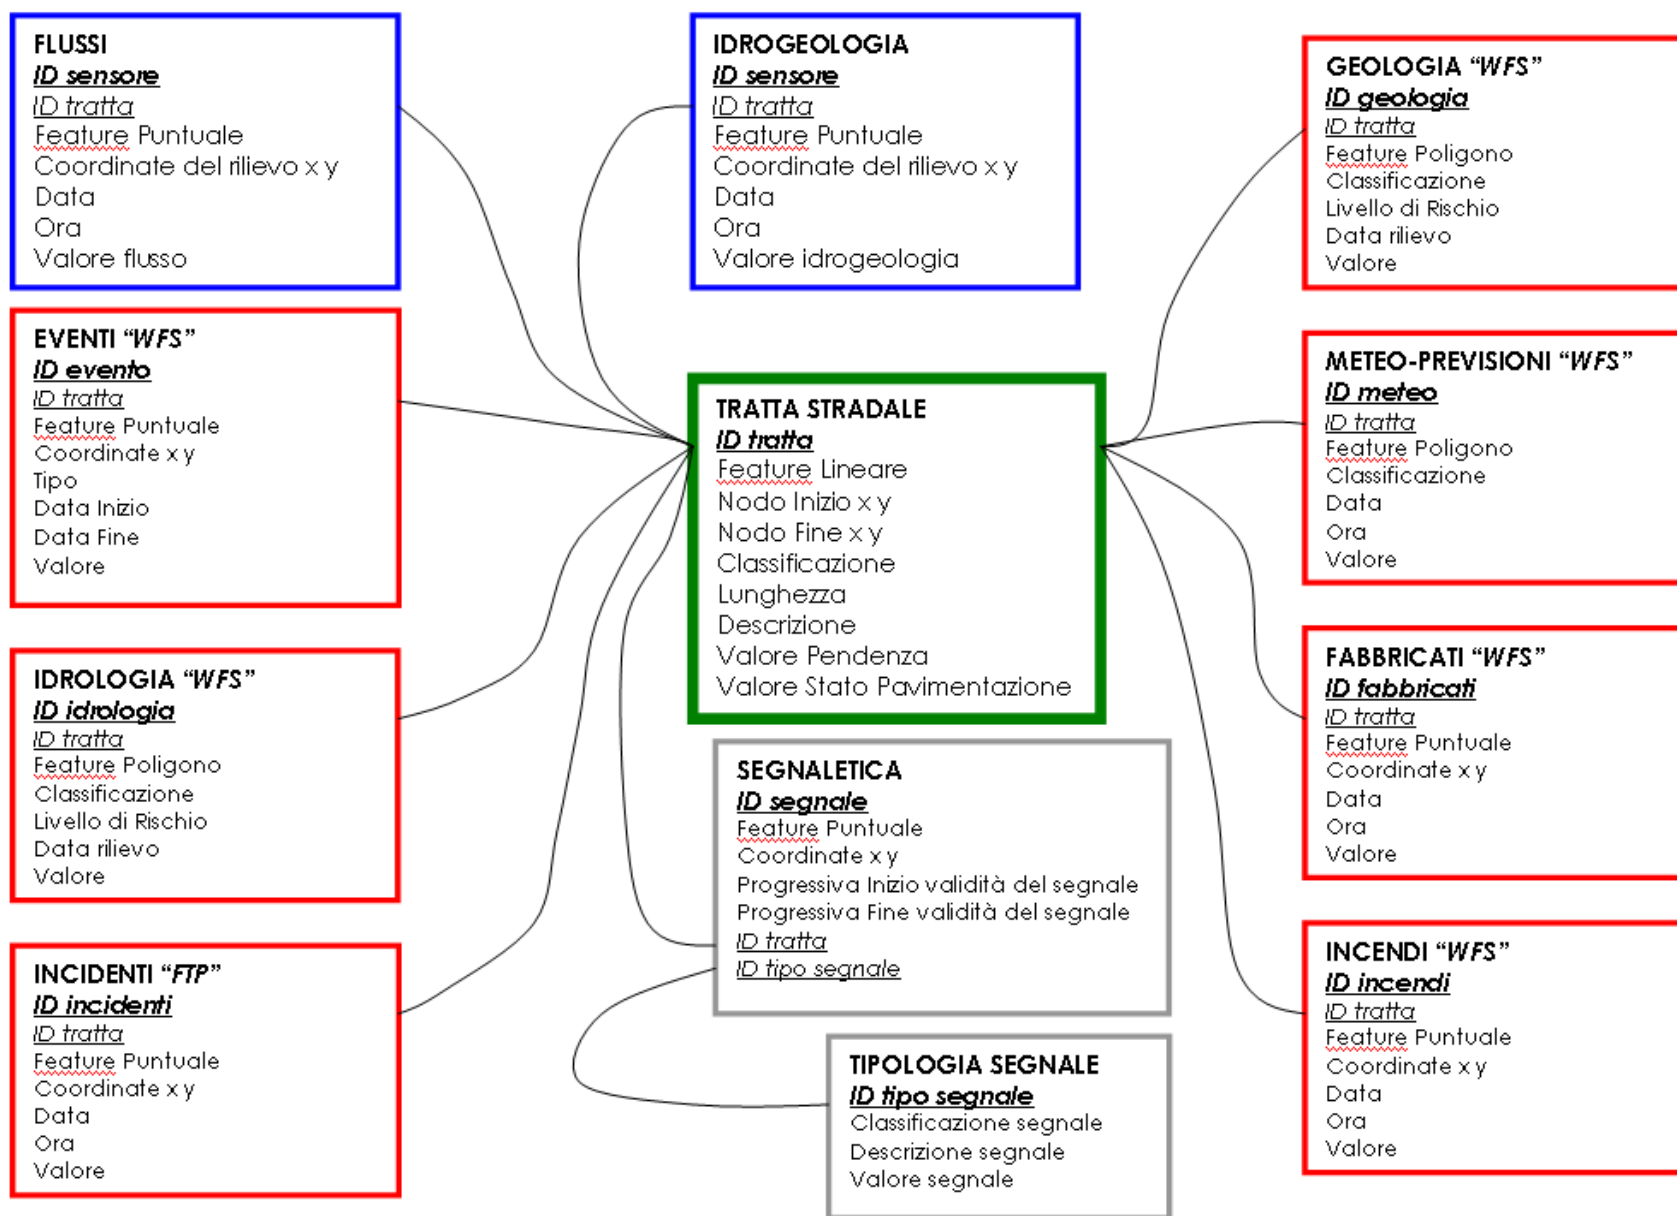 FLUSSI
ID sensore
ID tratta
Feature Puntuale
Coordinate del rilievo x y
Data
Ora
Valore flusso
IDROGEOLOGIA
ID sensore
ID tratta
Feature Puntuale
Coordinate del rilievo x y
Data
Ora
Valore idrogeologia
GEOLOGIA “WFS”
ID geologia
ID tratta
Feature Poligono
Classificazione
Livello di Rischio
Data rilievo
Valore
EVENTI “WFS”
ID evento
ID tratta
Feature Puntuale
Coordinate x y
Tipo
Data Inizio
Data Fine
Valore
TRATTA STRADALE
ID tratta
Feature Lineare
Nodo Inizio x y
Nodo Fine x y
Classificazione
Lunghezza
Descrizione
Valore Pendenza
Valore Stato Pavimentazione
METEO-PREVISIONI “WFS”
ID meteo
ID tratta
Feature Poligono
Classificazione
Data
Ora
Valore
IDROLOGIA “WFS”
ID idrologia
ID tratta
Feature Poligono
Classificazione
Livello di Rischio
Data rilievo
Valore
SEGNALETICA
ID segnale
Feature Puntuale
Coordinate x y
Progressiva Inizio validità del segnale
Progressiva Fine validità del segnale
ID tratta
ID tipo segnale
FABBRICATI “WFS”
ID fabbricati
ID tratta
Feature Puntuale
Coordinate x y
Data
Ora
Valore
INCIDENTI “FTP”
ID incidenti
ID tratta
Feature Puntuale
Coordinate x y
Data
Ora
Valore
TIPOLOGIA SEGNALE
ID tipo segnale
Classificazione segnale
Descrizione segnale
Valore segnale
INCENDI “WFS”
ID incendi
ID tratta
Feature Puntuale
Coordinate x y
Data
Ora
Valore